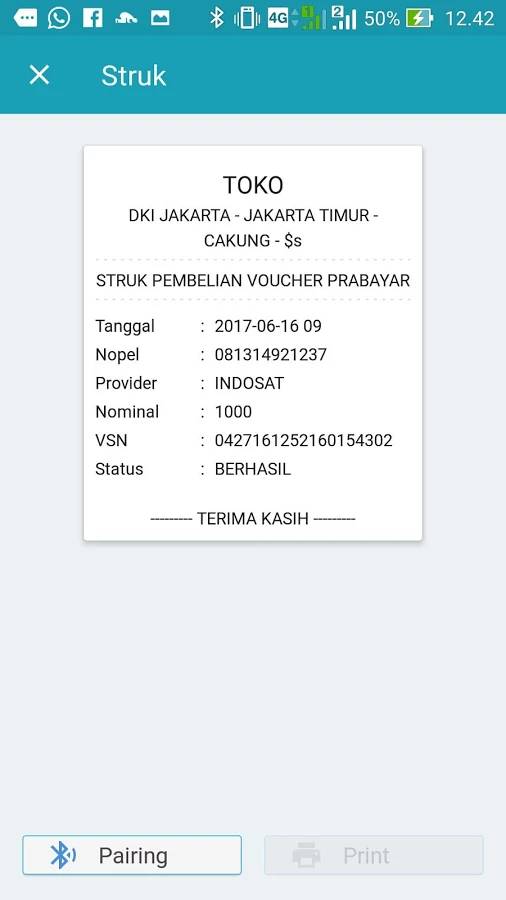 4G 1 2 50% 12.42
Struk
TOKO
DKI JAKARTA - JAKARTA TIMUR -
CAKUNG - $s
STRUK PEMBELIAN VOUCHER PRABAYAR
Tanggal : 2017-06-16 09
Nopel : 081314921237
Provider : INDOSAT
Nominal : 1000
VSN : 0427161252160154302
Status : BERHASIL
--------- TERIMA KASIH ---------
Pairing
Print